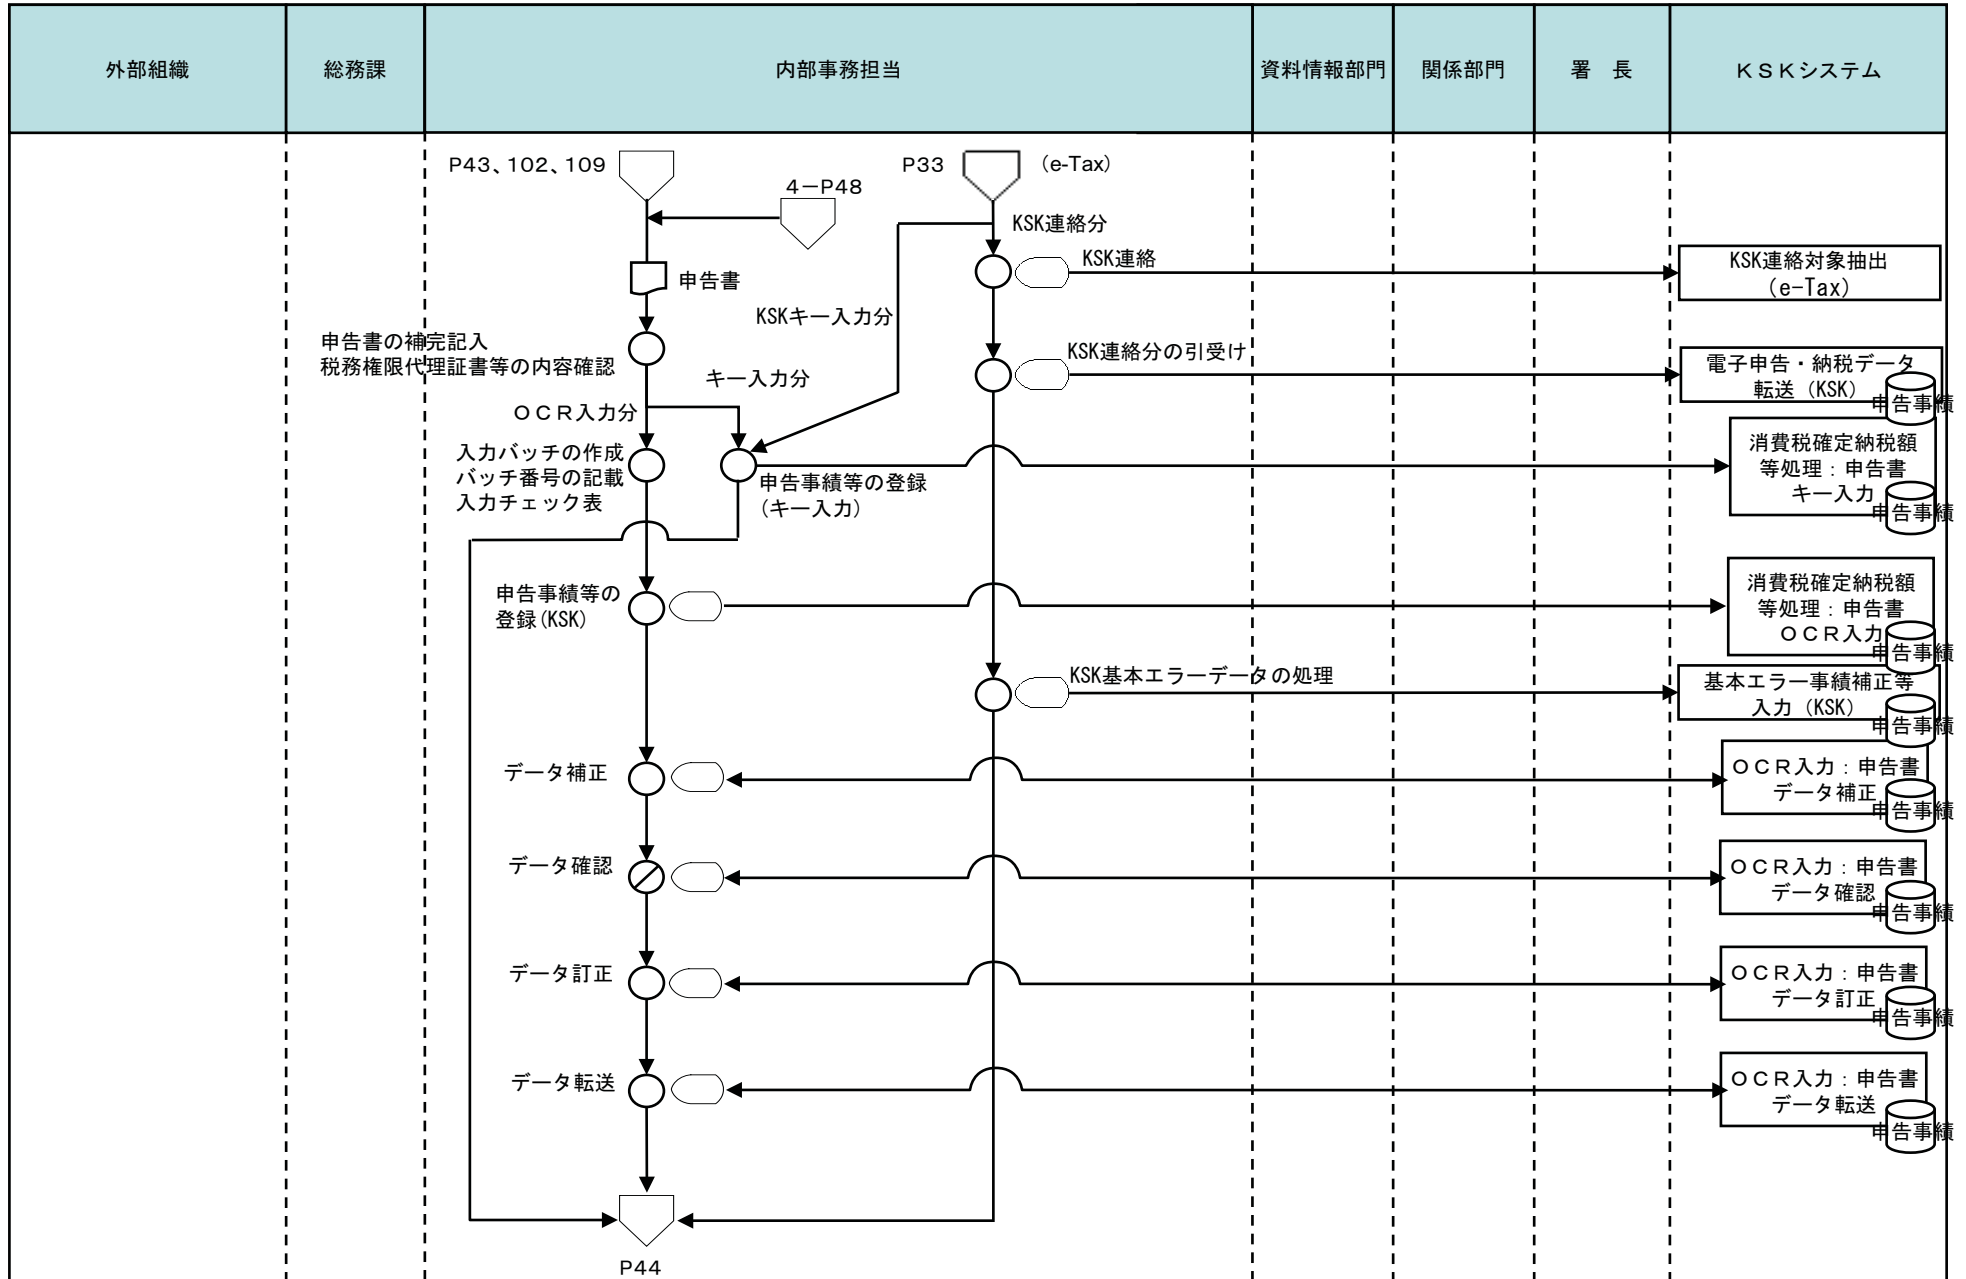 外部組織
総務課
内部事務担当
資料情報部門
関係部門
署　長
ＫＳＫシステム
P43、102、109
4－P48
P33
（e-Tax）
KSK連絡分
KSK連絡
KSK連絡対象抽出
（e-Tax）
申告書
KSKキー入力分
申告書の補完記入
税務権限代理証書等の内容確認
KSK連絡分の引受け
電子申告・納税データ
転送（KSK）
申告事績
キー入力分
ＯＣＲ入力分
入力バッチの作成
バッチ番号の記載
入力チェック表
申告事績等の登録
（キー入力）
消費税確定納税額
等処理：申告書
キー入力
申告事績
申告事績等の
登録(KSK)
消費税確定納税額
等処理：申告書
ＯＣＲ入力
申告事績
KSK基本エラーデータの処理
基本エラー事績補正等
入力（KSK）
申告事績
データ補正
ＯＣＲ入力：申告書
データ補正
申告事績
データ確認
ＯＣＲ入力：申告書
データ確認
申告事績
データ訂正
ＯＣＲ入力：申告書
データ訂正
申告事績
データ転送
ＯＣＲ入力：申告書
データ転送
申告事績
P44